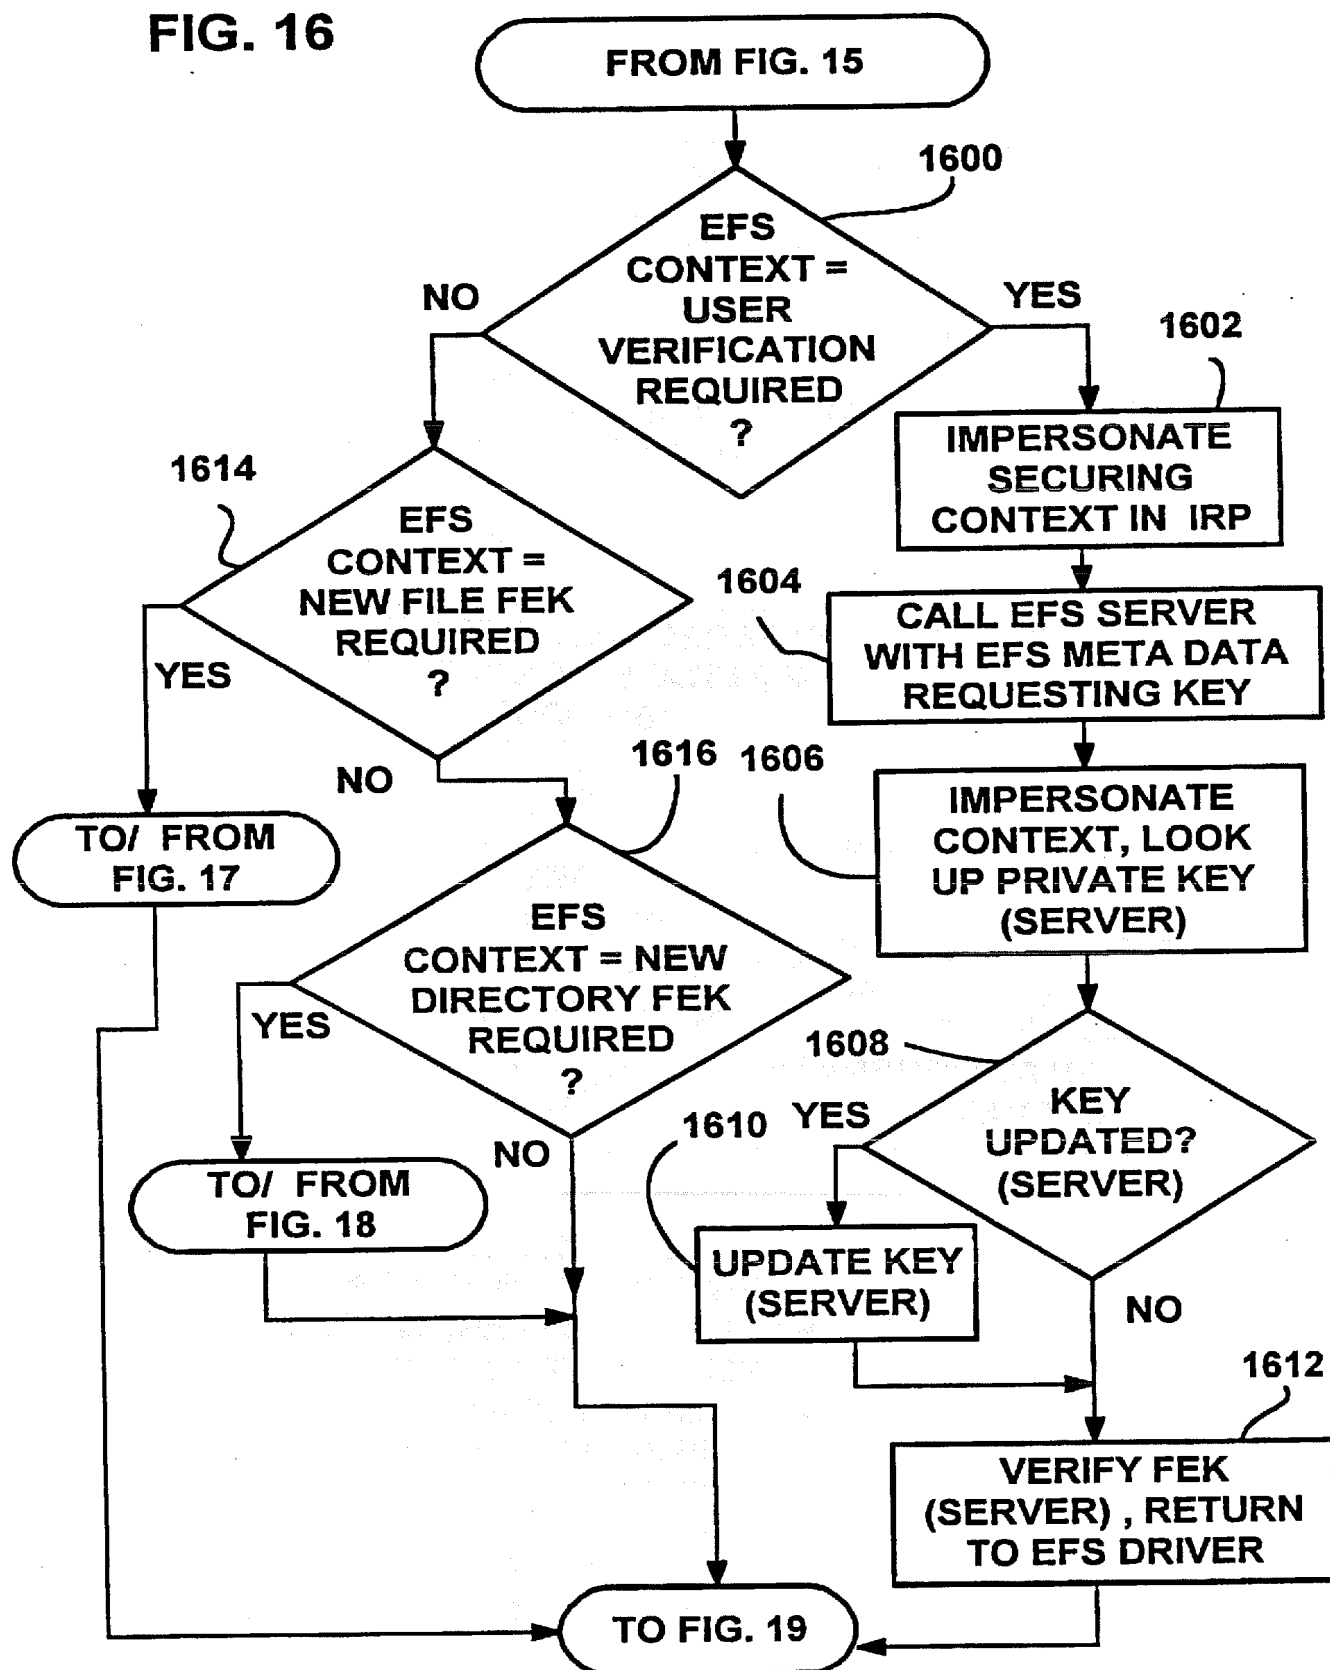 FIG. 16
FROM FIG. 15
1600
EFS
CONTEXT =
USER
VERIFICATION
REQUIRED
?
NO
YES
1602
IMPERSONATE
SECURING
CONTEXT IN IRP
1614
EFS
CONTEXT =
NEW FILE FEK
REQUIRED
?
YES
NO
1604
CALL EFS SERVER
WITH EFS META DATA
REQUESTING KEY
1616
1606
IMPERSONATE
CONTEXT, LOOK
UP PRIVATE KEY
(SERVER)
TO/ FROM
FIG. 17
EFS
CONTEXT = NEW
DIRECTORY FEK
REQUIRED
?
YES
NO
1608
KEY
UPDATED?
(SERVER)
YES
NO
1610
UPDATE KEY
(SERVER)
TO/ FROM
FIG. 18
1612
VERIFY FEK
(SERVER) , RETURN
TO EFS DRIVER
TO FIG. 19